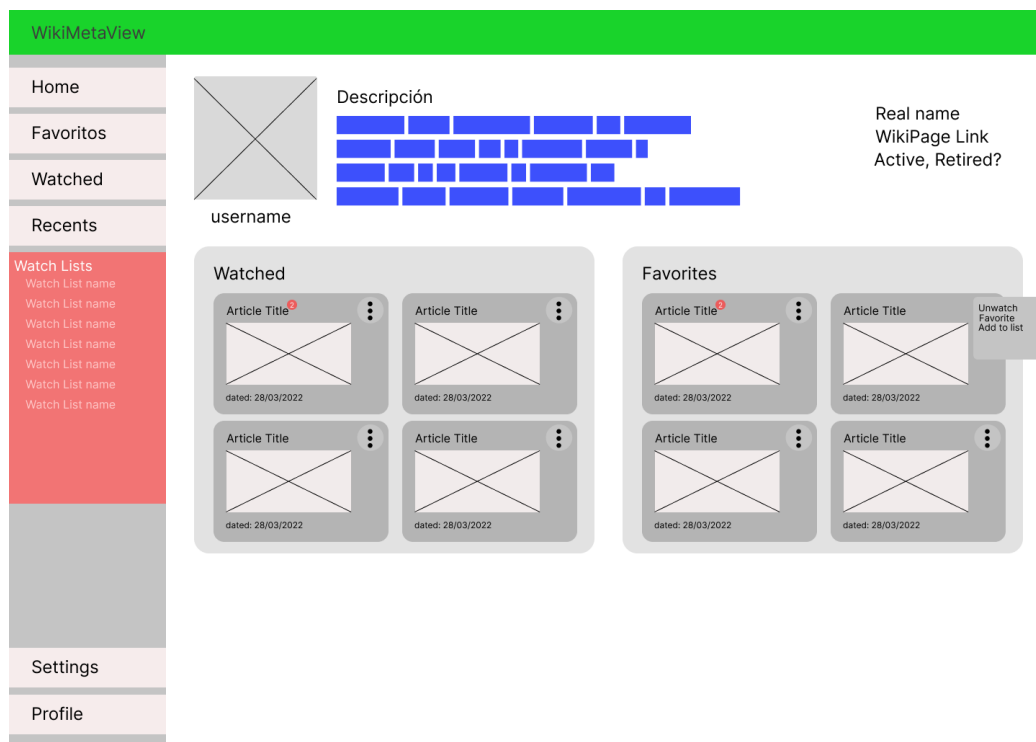 WikiMetaView
Home
Favoritos
Watched
Recents
Watch Lists
Watch List name
Watch List name
Watch List name
Watch List name
Watch List name
Watch List name
Watch List name
Settings
Profile
username
Descripción
Real name
WikiPage Link
Active, Retired?
Watched
Article Title 2
dated: 28/03/2022
Article Title
dated: 28/03/2022
Article Title
dated: 28/03/2022
Article Title
dated: 28/03/2022
Favorites
Article Title 2
dated: 28/03/2022
Article Title
dated: 28/03/2022
Unwatch
Favorite
Add to list
Article Title
dated: 28/03/2022
Article Title
dated: 28/03/2022